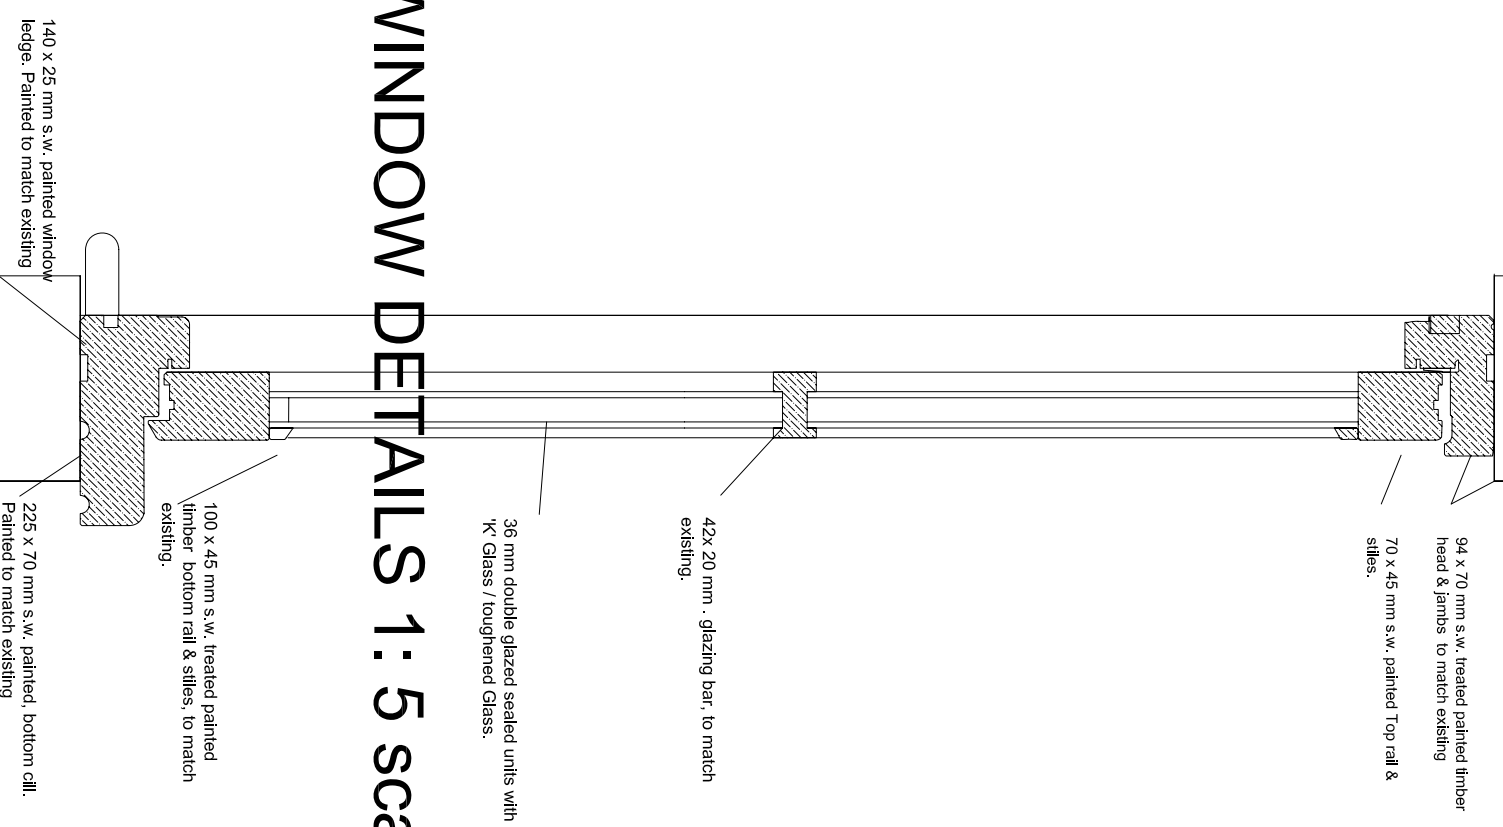 94 x 70 mm s.w. treated painted timber
head & jambs to match existing
70 x 45 mm s.w. painted Top rail &
stiles.
42x 20 mm . glazing bar, to match
existing.
36 mm double glazed sealed units with
'K' Glass / toughened Glass.
WINDOW DETAILS 1: 5 sca
100 x 45 mm s.w. treated painted
timber bottom rail & stiles, to match
existing.
140 x 25 mm s.w. painted window
ledge. Painted to match existing
225 x 70 mm s.w. painted, bottom cill.
Painted to match existing